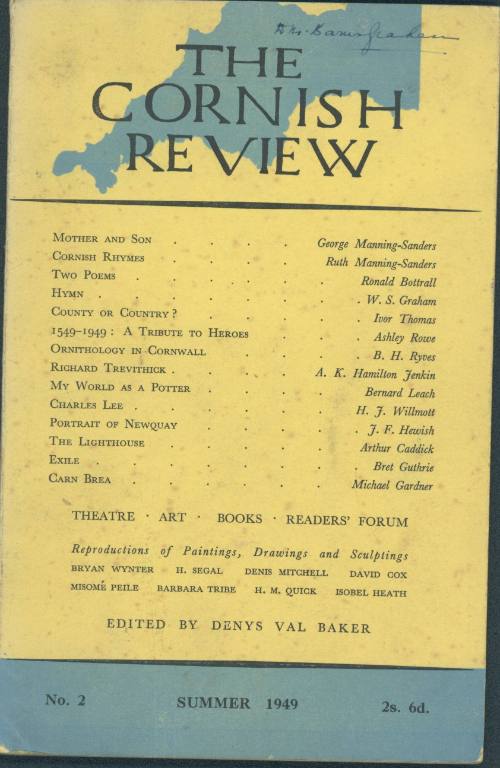 THE
CORNISH
REVIEW
MOTHER AND SON . . . . George Manning-Sanders
CORNISH RHYMES . . . . Ruth Manning-Sanders
TWO POEMS . . . . . Ronald Bottrall
HYMN . . . . . . . W. S. Graham
COUNTY OR COUNTRY? . . . . . Ivor Thomas
1549-1949 : A TRIBUTE TO HEROES . . . Ashley Rowe
ORNITHOLOGY IN CORNWALL . . . . B. H. Ryves
RICHARD TREVITHICK . . . . A. K. Hamilton Jenkin
MY WORLD AS A POTTER . . . . Bernard Leach
CHARLES LEE . . . . . . H. J. Willmott
PORTRAIT OF NEWQUAY . . . . . J. F. Hewish
THE LIGHTHOUSE . . . . . Arthur Caddick
EXILE . . . . . . . Bret Guthrie
CARN BREA . . . . . . Michael Gardner
THEATRE · ART · BOOKS · READERS' FORUM
Reproductions of Paintings, Drawings and Sculptings
BRYAN WYNTER H. SEGAL DENIS MITCHELL DAVID COX
MISOMÉ PEILE BARBARA TRIBE H. M. QUICK ISOBEL HEATH
EDITED BY DENYS VAL BAKER
No. 2 SUMMER 1949 2s. 6d.